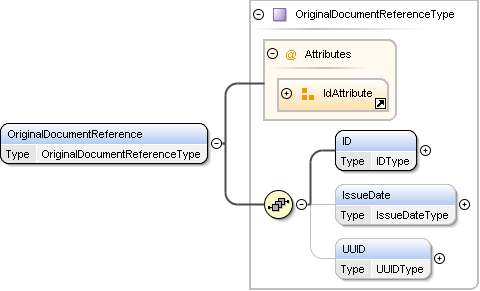 OriginalDocumentReferenceType
@ Attributes
IdAttribute
OriginalDocumentReference
Type OriginalDocumentReferenceType
ID
Type IDType
IssueDate
Type IssueDateType
UUID
Type UUIDType